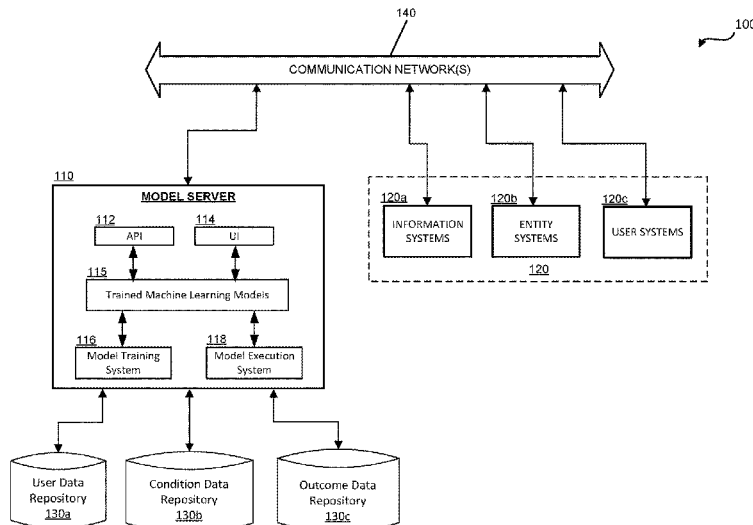 140
100
COMMUNICATION NETWORK(S)
110
MODEL SERVER
112
API
114
UI
115
Trained Machine Learning Models
116
Model Training
System
118
Model Execution
System
120a
INFORMATION
SYSTEMS
120b
ENTITY
SYSTEMS
120c
USER SYSTEMS
120
User Data
Repository
130a
Condition Data
Repository
130b
Outcome Data
Repository
130c